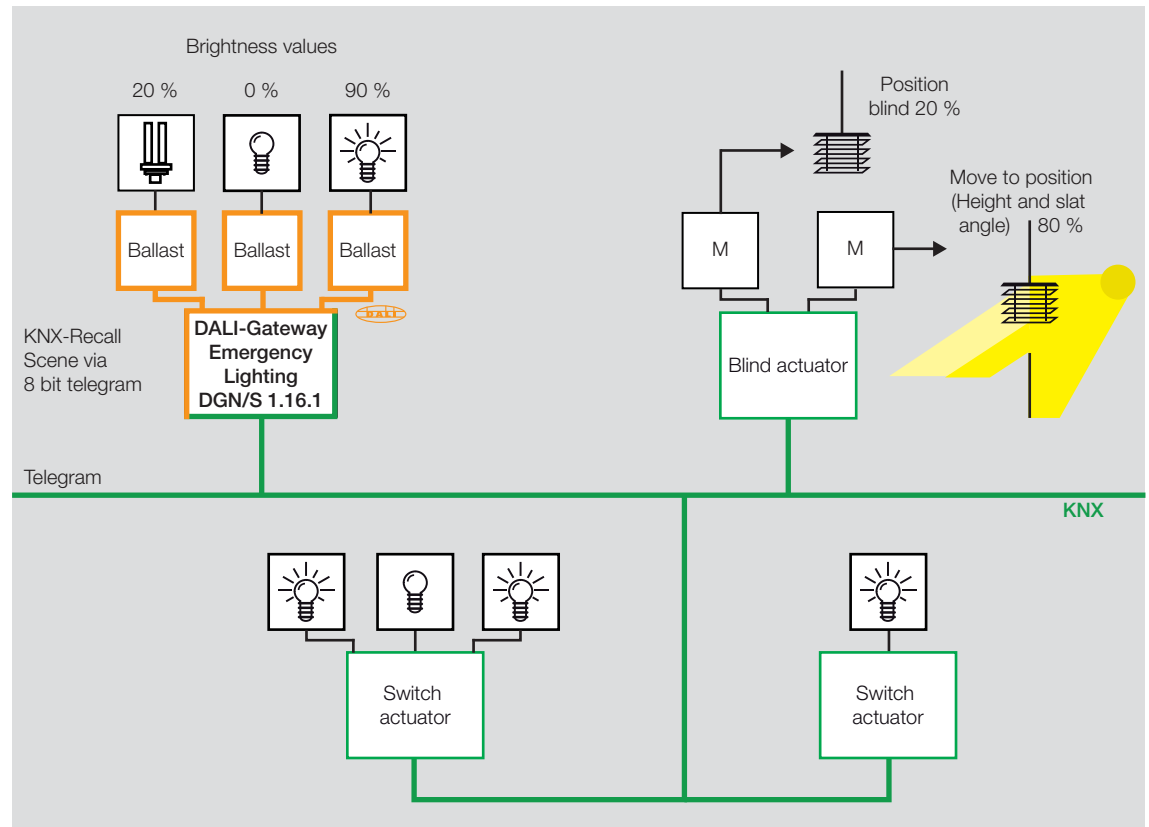 Brightness values
20 %
0 %
90 %
Ballast
Ballast
Ballast
DALI
KNX-Recall
Scene via
8 bit telegram
DALI-Gateway
Emergency
Lighting
DGN/S 1.16.1
Position
blind 20 %
Move to position
(Height and slat
angle) 80 %
M
M
Blind actuator
Telegram
KNX
Switch
actuator
Switch
actuator